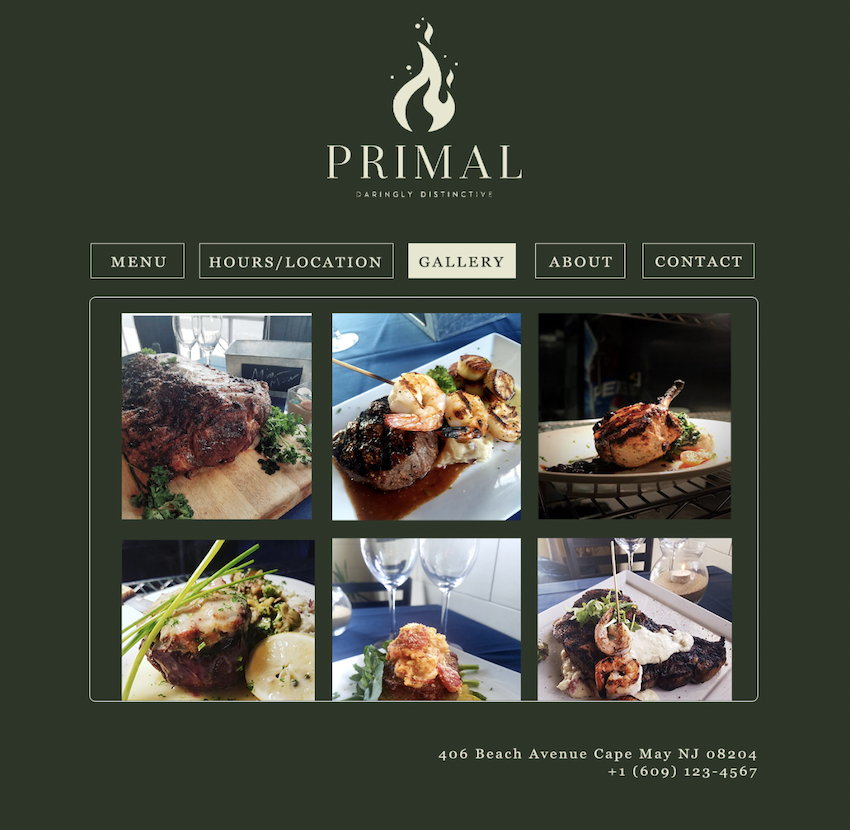 PRIMAL
DARINGLY DISTINCTIVE
MENU
HOURS/LOCATION
GALLERY
ABOUT
CONTACT
406 Beach Avenue Cape May NJ 08204
+1 (609) 123-4567